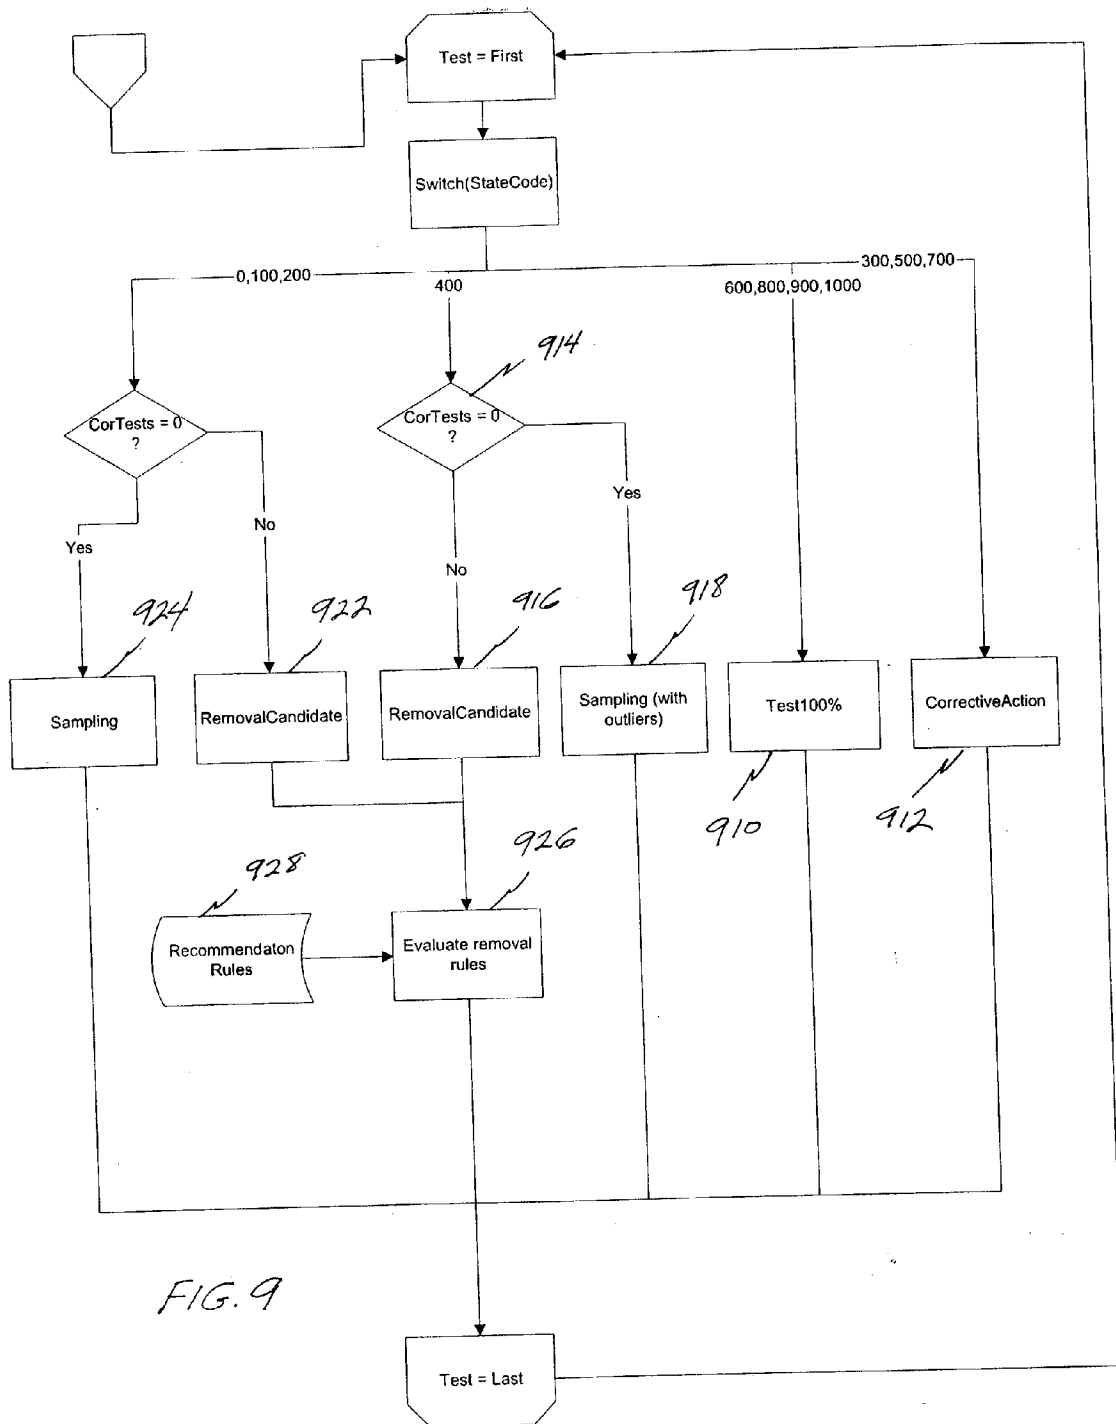 Test = First
Switch(StateCode)
0,100,200
400
600,800,900,1000
300,500,700
914
CorTests = 0
?
CorTests = 0
?
Yes
No
No
Yes
924
922
916
918
Sampling
RemovalCandidate
RemovalCandidate
Sampling (with
outliers)
Test100%
CorrectiveAction
910
912
928
926
Recommendaton
Rules
Evaluate removal
rules
FIG. 9
Test = Last